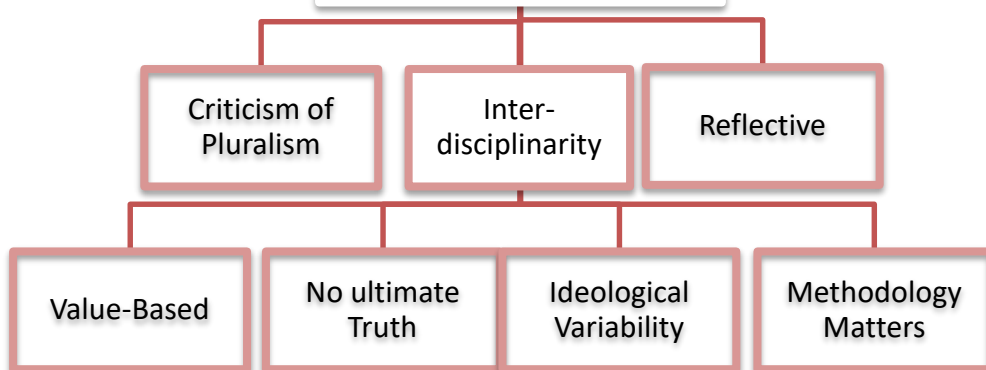 Criticism of
Pluralism
Inter-
disciplinarity
Reflective
Value-Based
No ultimate
Truth
Ideological
Variability
Methodology
Matters